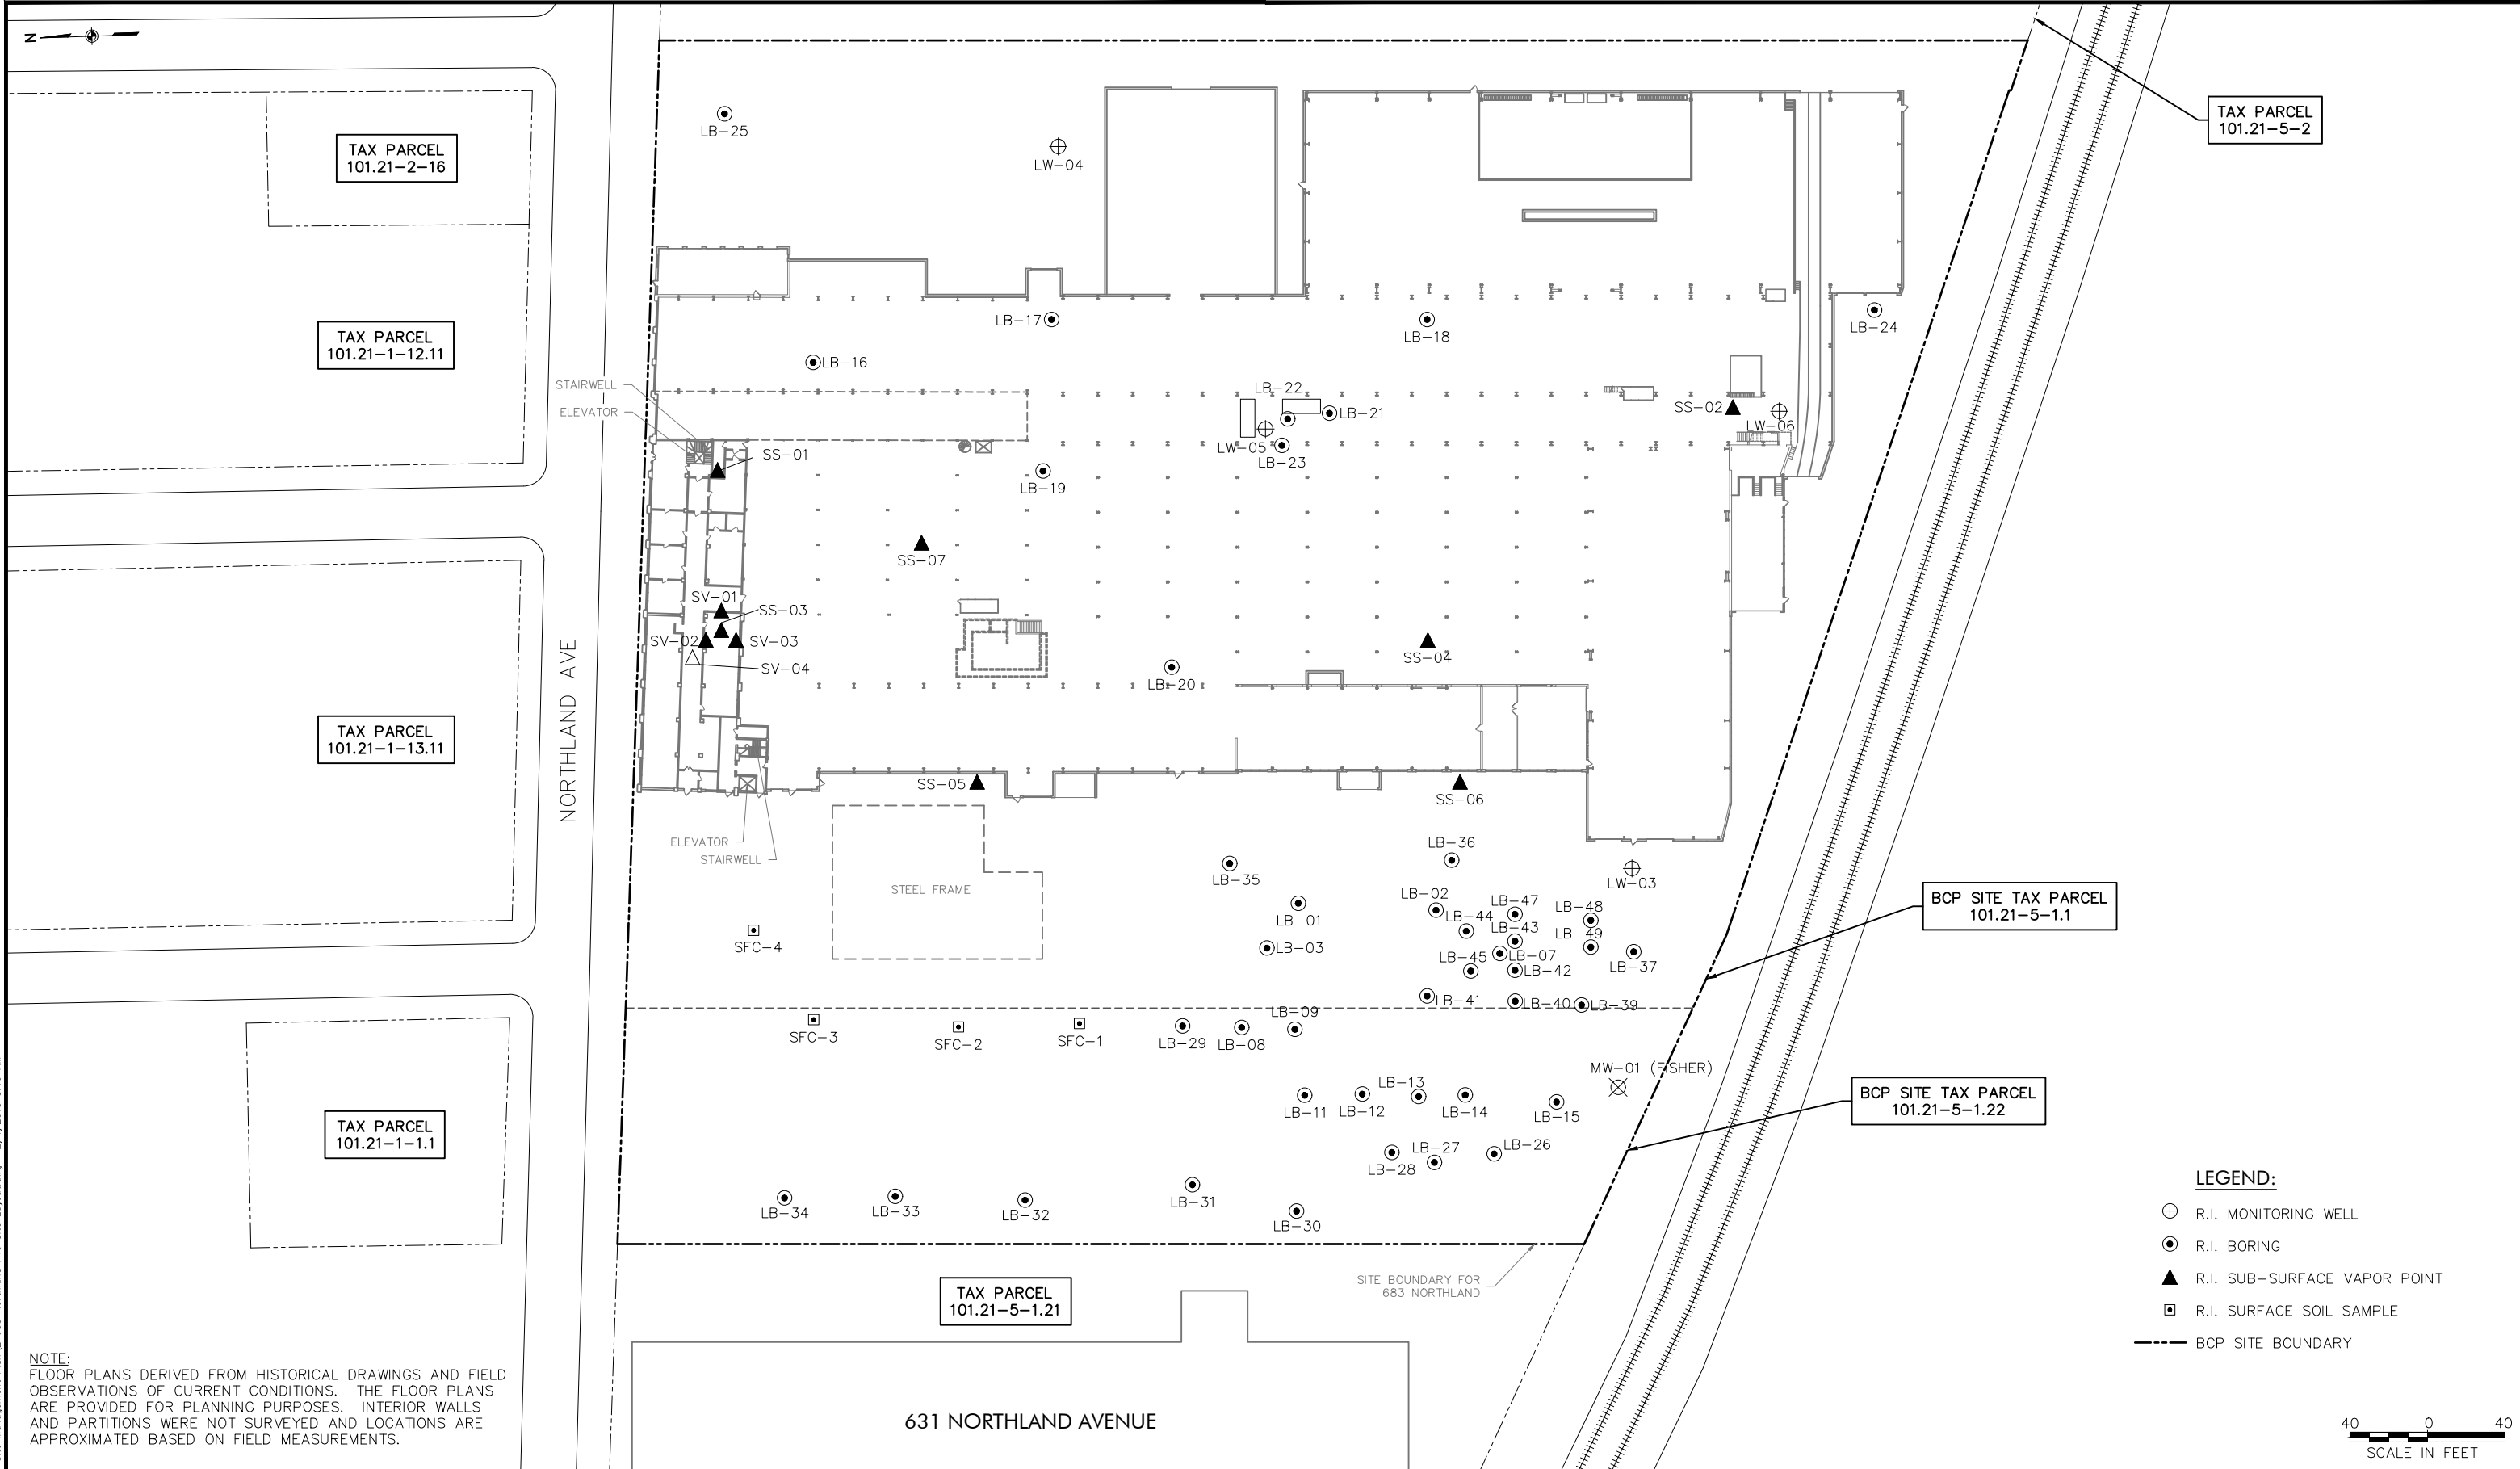 N
TAX PARCEL
101.21-5-2
TAX PARCEL
101.21-2-16
LB-25
LW-04
TAX PARCEL
101.21-1-12.11
LB-17
LB-18
LB-24
LB-16
STAIRWELL
ELEVATOR
LB-22
LB-21
SS-02
LW-06
LW-05
LB-23
SS-01
LB-19
SS-07
SV-01
SS-03
SV-02
SV-03
SV-04
SS-04
LB-20
NORTHLAND AVE
TAX PARCEL
101.21-1-13.11
SS-05
SS-06
ELEVATOR
STAIRWELL
STEEL FRAME
LB-36
LB-35
LW-03
LB-01
LB-02
LB-47
LB-48
LB-44
LB-43
LB-49
BCP SITE TAX PARCEL
101.21-5-1.1
SFC-4
LB-03
LB-45
LB-07
LB-37
LB-42
LB-41
LB-40
LB-39
LB-09
SFC-3
SFC-2
SFC-1
LB-29
LB-08
MW-01 (FISHER)
BCP SITE TAX PARCEL
101.21-5-1.22
LB-13
LB-11
LB-12
LB-14
LB-15
TAX PARCEL
101.21-1-1.1
LB-28
LB-27
LB-26
LB-34
LB-33
LB-32
LB-31
LB-30
SITE BOUNDARY FOR
683 NORTHLAND
TAX PARCEL
101.21-5-1.21
631 NORTHLAND AVENUE
LEGEND:
R.I. MONITORING WELL
R.I. BORING
R.I. SUB-SURFACE VAPOR POINT
R.I. SURFACE SOIL SAMPLE
BCP SITE BOUNDARY
NOTE:
FLOOR PLANS DERIVED FROM HISTORICAL DRAWINGS AND FIELD
OBSERVATIONS OF CURRENT CONDITIONS. THE FLOOR PLANS
ARE PROVIDED FOR PLANNING PURPOSES. INTERIOR WALLS
AND PARTITIONS WERE NOT SURVEYED AND LOCATIONS ARE
APPROXIMATED BASED ON FIELD MEASUREMENTS.
40 0 40
SCALE IN FEET